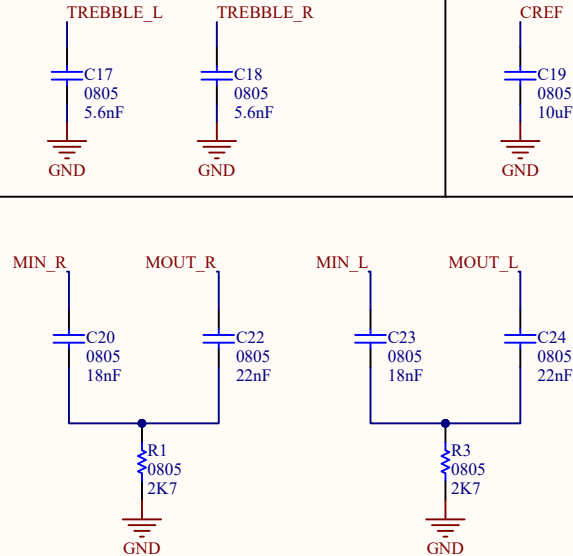 TREBBLE_L
TREBBLE_R
CREF
C17
0805
5.6nF
C18
0805
5.6nF
C19
0805
10uF
GND
GND
GND
MIN_R
MOUT_R
MIN_L
MOUT_L
C20
0805
18nF
C22
0805
22nF
C23
0805
18nF
C24
0805
22nF
R1
0805
2K7
R3
0805
2K7
GND
GND